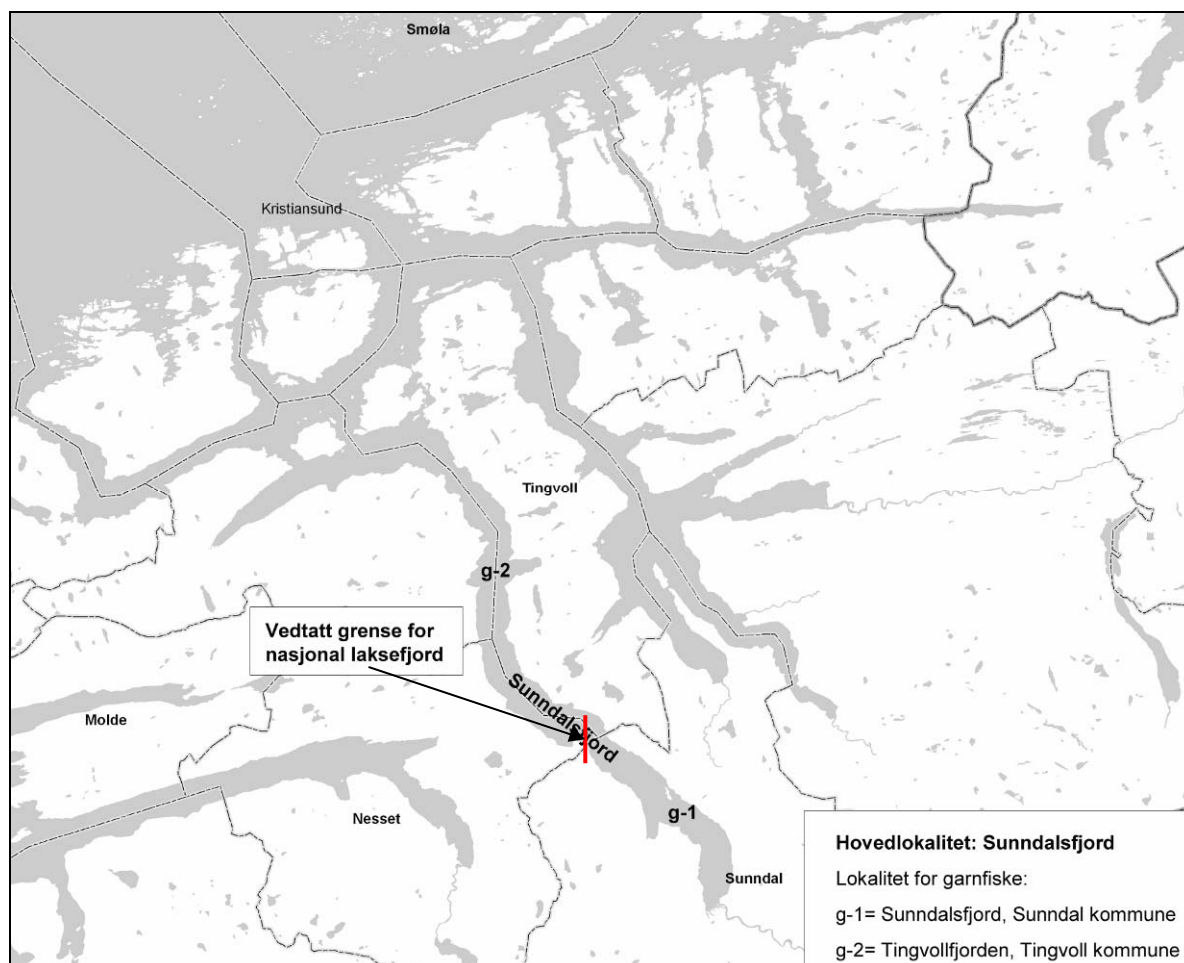 Smøla
Kristiansund
Tingvoll
g-2
Vedtatt grense for
nasjonal laksefjord
Sunndalsfjord
Molde
Nesset
g-1
Sunndal
Hovedlokalitet: Sunndalsfjord
Lokalitet for garnfiske:
g-1= Sunndalsfjord, Sunndal kommune
g-2= Tingvollfjorden, Tingvoll kommune